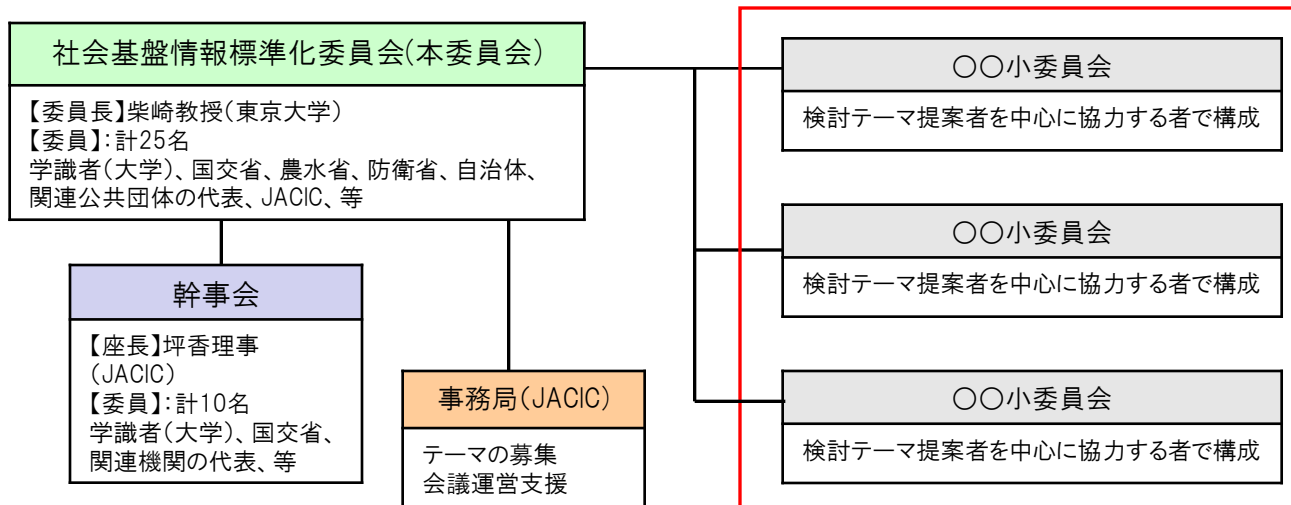 社会基盤情報標準化委員会(本委員会)
【委員長】柴崎教授(東京大学)
【委員】:計25名
学識者(大学)、国交省、農水省、防衛省、自治体、
関連公共団体の代表、JACIC、等
幹事会
【座長】坪香理事
(JACIC)
【委員】:計10名
学識者(大学)、国交省、
関連機関の代表、等
事務局(JACIC)
テーマの募集
会議運営支援
〇〇小委員会
検討テーマ提案者を中心に協力する者で構成
〇〇小委員会
検討テーマ提案者を中心に協力する者で構成
〇〇小委員会
検討テーマ提案者を中心に協力する者で構成